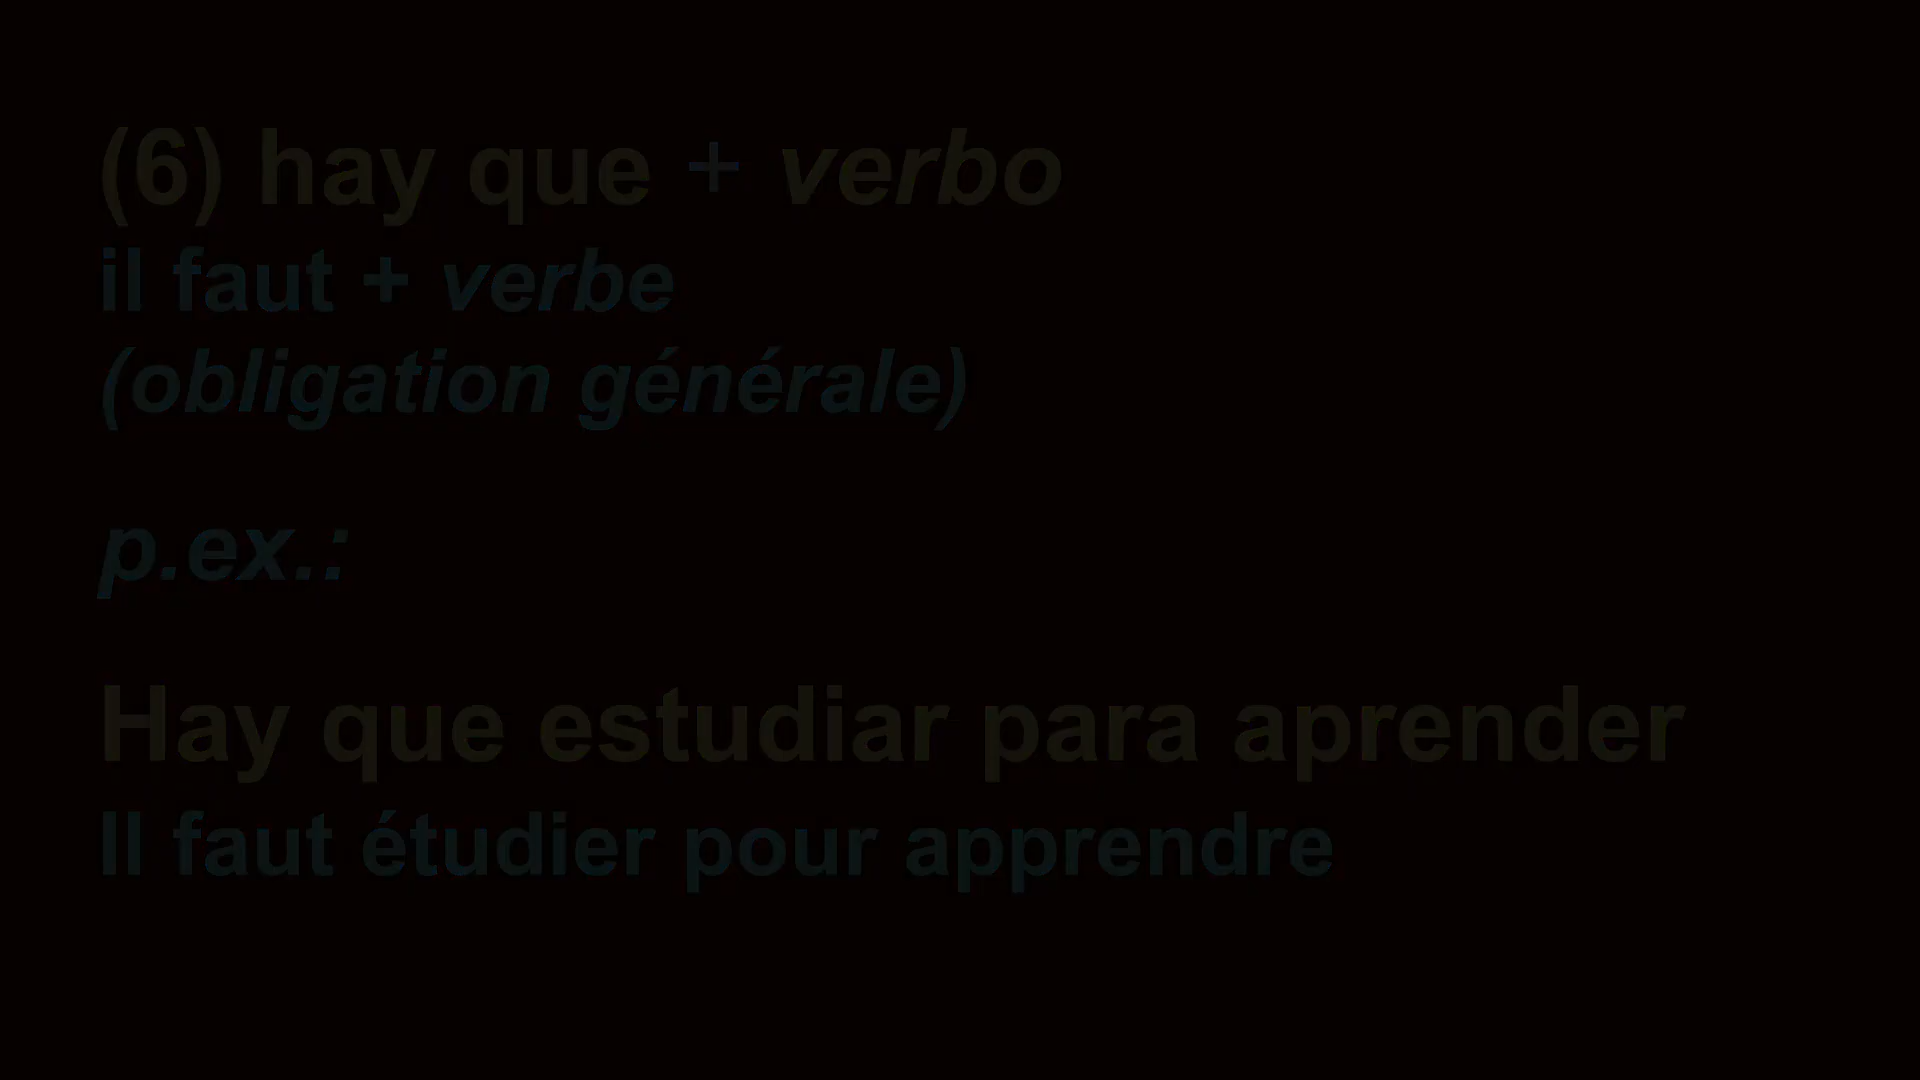 (6) hay que + verbo
il faut + verbe
(obligation générale)
p.ex.:
Hay que estudiar para aprender
Il faut étudier pour apprendre